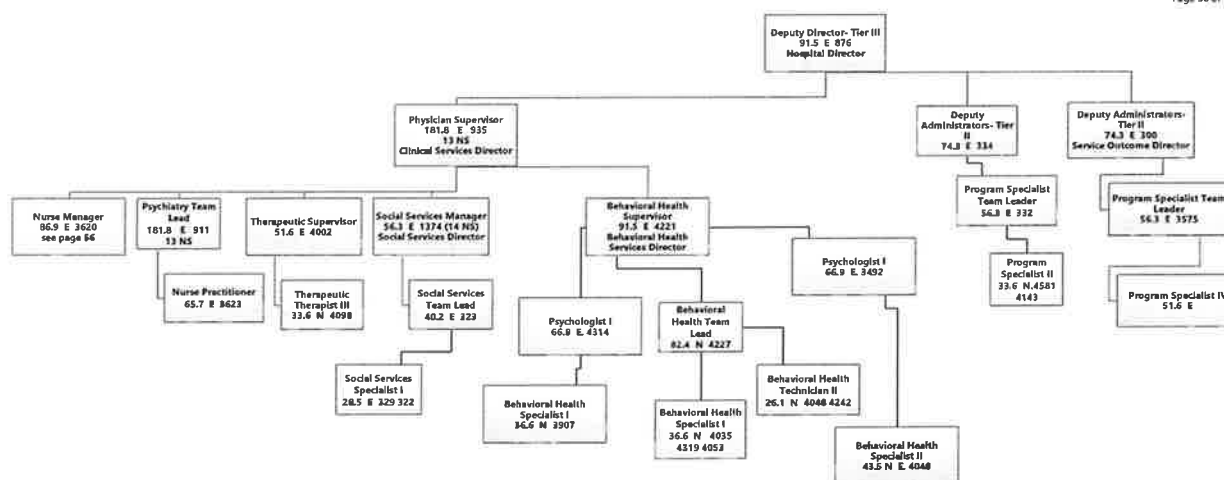 Deputy Director- Tier III
91.5 E 876
Hospital Director
Physician Supervisor
181.8 E 935
13 NS
Clinical Services Director
Deputy
Administrators- Tier
II
74.3 E 334
Deputy Administrators-
Tier II
74.3 E 300
Service Outcome Director
Nurse Manager
86.9 E 3620
see page 56
Psychiatry Team
Lead
181.8 E 911
13 NS
Therapeutic Supervisor
51.6 E 4002
Social Services Manager
56.3 E 1374 (14 NS)
Social Services Director
Behavioral Health
Supervisor
91.5 E 4221
Behavioral Health
Services Director
Program Specialist
Team Leader
56.3 E 332
Program Specialist Team
Leader
56.3 E 3575
Nurse Practitioner
65.7 E 3623
Therapeutic
Therapist III
33.6 N 4098
Social Services
Team Lead
40.2 E 323
Psychologist I
66.9 E 4314
Behavioral
Health Team
Lead
82.4 N 4227
Psychologist I
66.9 E 3492
Program
Specialist II
33.6 N.4581
4143
Program Specialist IV
51.6 E
Social Services
Specialist I
28.5 E 329 322
Behavioral Health
Specialist I
36.6 N 3907
Behavioral Health
Specialist I
36.6 N 4035
4319 4053
Behavioral Health
Technician II
26.1 N 4048 4242
Behavioral Health
Specialist II
43.5 N E. 4048